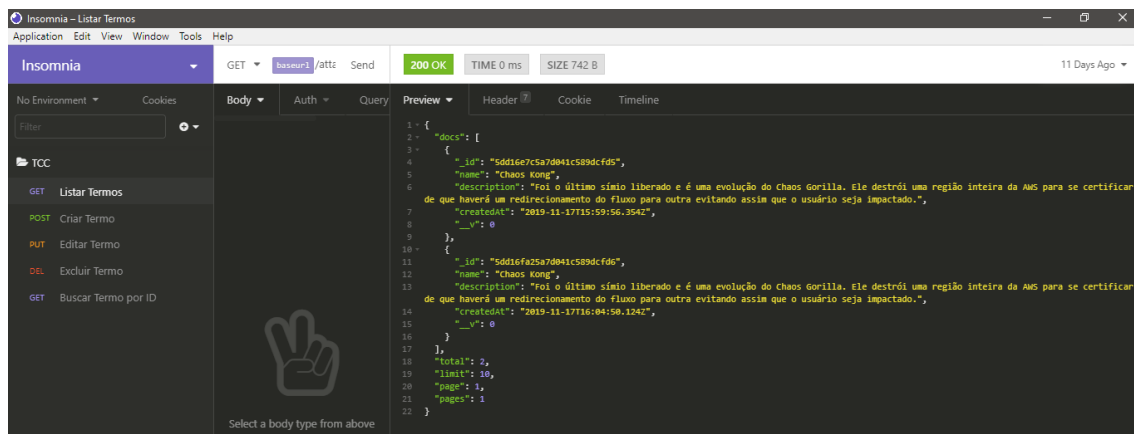 Insomnia – Listar Termos
Application Edit View Window Tools Help
Insomnia
GET baseurl /atta Send
200 OK TIME 0 ms SIZE 742 B
11 Days Ago
No Environment Cookies
Body Auth Query
Preview Header 7 Cookie Timeline
Filter
TCC
GET Listar Termos
POST Criar Termo
PUT Editar Termo
DEL Excluir Termo
GET Buscar Termo por ID
Select a body type from above
1 {
2 "docs": [
3 {
4 "_id": "5dd16e7c5a7d041c589dcfd5",
5 "name": "Chaos Kong",
6 "description": "Foi o último símio liberado e é uma evolução do Chaos Gorilla. Ele destrói uma região inteira da AWS para se certificar
de que haverá um redirecionamento do fluxo para outra evitando assim que o usuário seja impactado.",
7 "createdAt": "2019-11-17T15:59:56.354Z",
8 "__v": 0
9 },
10 {
11 "_id": "5dd16fa25a7d041c589dcfd6",
12 "name": "Chaos Kong",
13 "description": "Foi o último símio liberado e é uma evolução do Chaos Gorilla. Ele destrói uma região inteira da AWS para se certificar
de que haverá um redirecionamento do fluxo para outra evitando assim que o usuário seja impactado.",
14 "createdAt": "2019-11-17T16:04:50.124Z",
15 "__v": 0
16 }
17 ],
18 "total": 2,
19 "limit": 10,
20 "page": 1,
21 "pages": 1
22 }